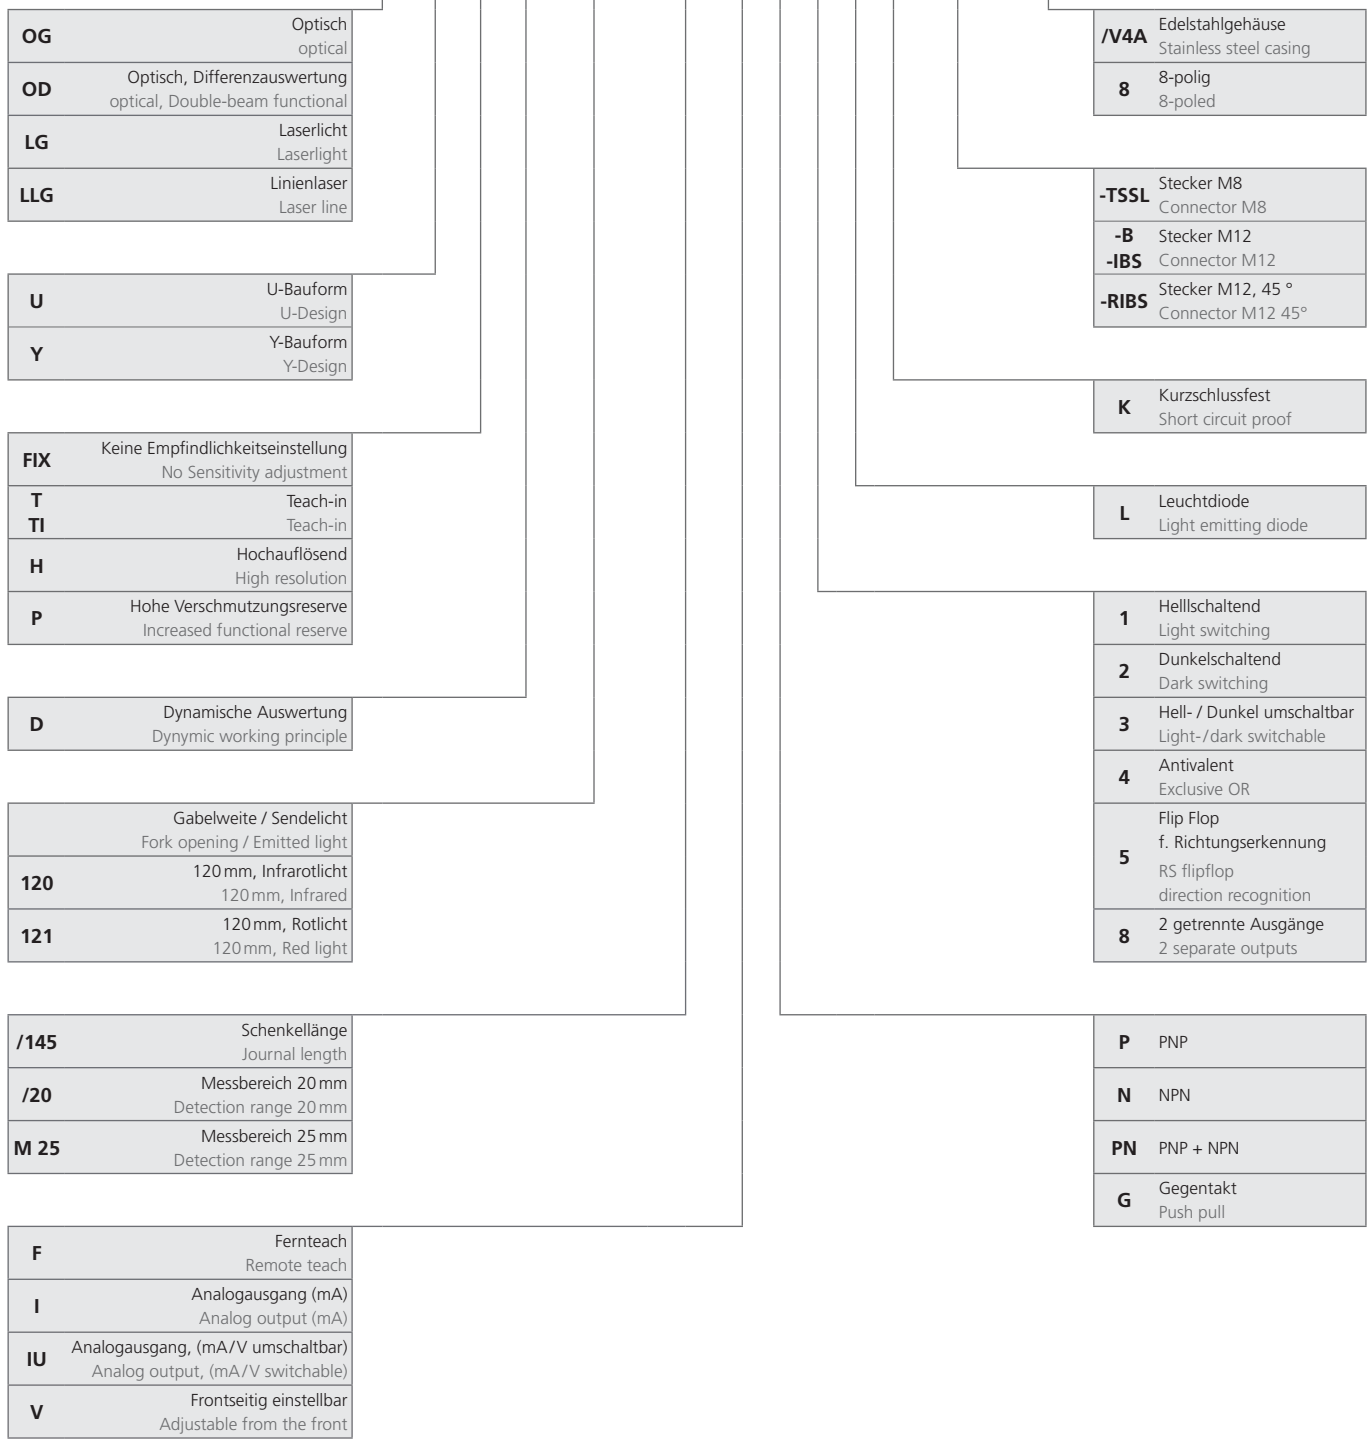 OG
Optisch
optical
OD
Optisch, Differenzauswertung
optical, Double-beam functional
LG
Laserlicht
Laserlight
LLG
Linienlaser
Laser line
U
U-Bauform
U-Design
Y
Y-Bauform
Y-Design
FIX
Keine Empfindlichkeitseinstellung
No Sensitivity adjustment
T
TI
Teach-in
Teach-in
H
Hochauflösend
High resolution
P
Hohe Verschmutzungsreserve
Increased functional reserve
D
Dynamische Auswertung
Dynymic working principle
Gabelweite / Sendelicht
Fork opening / Emitted light
120
120 mm, Infrarotlicht
120 mm, Infrared
121
120 mm, Rotlicht
120 mm, Red light
/145
Schenkellänge
Journal length
/20
Messbereich 20 mm
Detection range 20 mm
M 25
Messbereich 25 mm
Detection range 25 mm
F
Fernteach
Remote teach
I
Analogausgang (mA)
Analog output (mA)
IU
Analogausgang, (mA/V umschaltbar)
Analog output, (mA/V switchable)
V
Frontseitig einstellbar
Adjustable from the front
/V4A
Edelstahlgehäuse
Stainless steel casing
8
8-polig
8-poled
-TSSL
Stecker M8
Connector M8
-B
-IBS
Stecker M12
Connector M12
-RIBS
Stecker M12, 45 °
Connector M12 45°
K
Kurzschlussfest
Short circuit proof
L
Leuchtdiode
Light emitting diode
1
Helllschaltend
Light switching
2
Dunkelschaltend
Dark switching
3
Hell- / Dunkel umschaltbar
Light-/dark switchable
4
Antivalent
Exclusive OR
5
Flip Flop
f. Richtungserkennung
RS flipflop
direction recognition
8
2 getrennte Ausgänge
2 separate outputs
P
PNP
N
NPN
PN
PNP + NPN
G
Gegentakt
Push pull